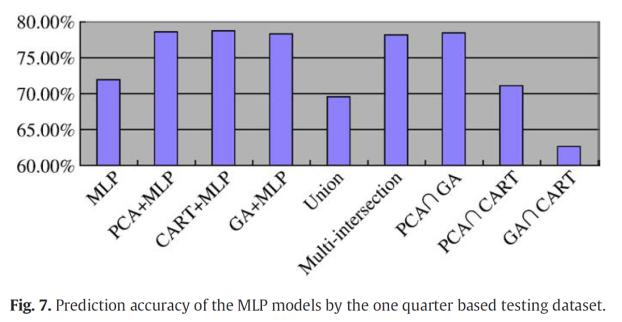 80.00%
75.00%
70.00%
65.00%
60.00%
MLP
PCA+MLP
CART+MLP
GA+MLP
Union
Multi-intersection
PCA∩GA
PCA∩CART
GA∩CART
Fig. 7. Prediction accuracy of the MLP models by the one quarter based testing dataset.